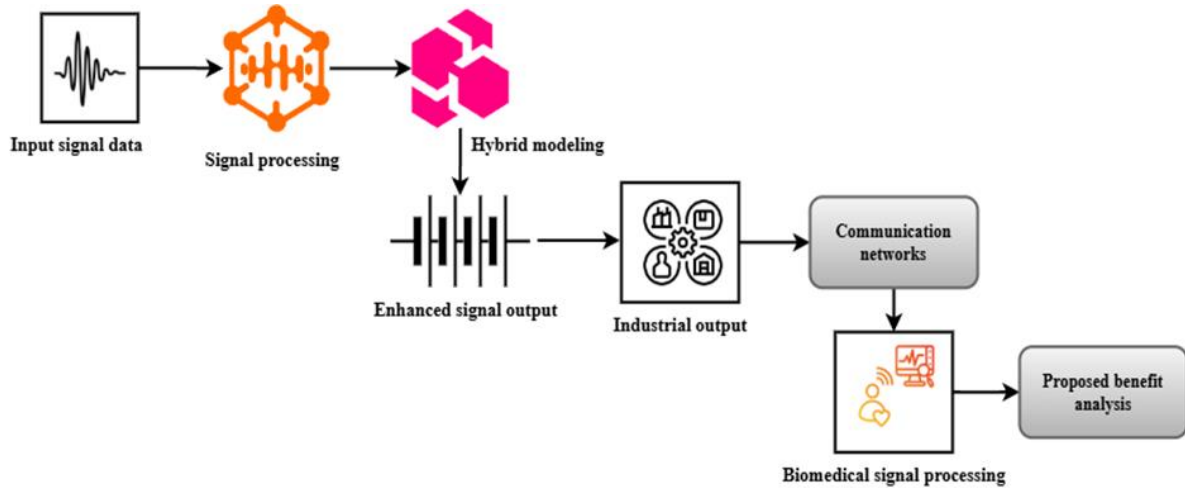 Input signal data
Signal processing
Hybrid modeling
Enhanced signal output
Industrial output
Communication
networks
Biomedical signal processing
Proposed benefit
analysis